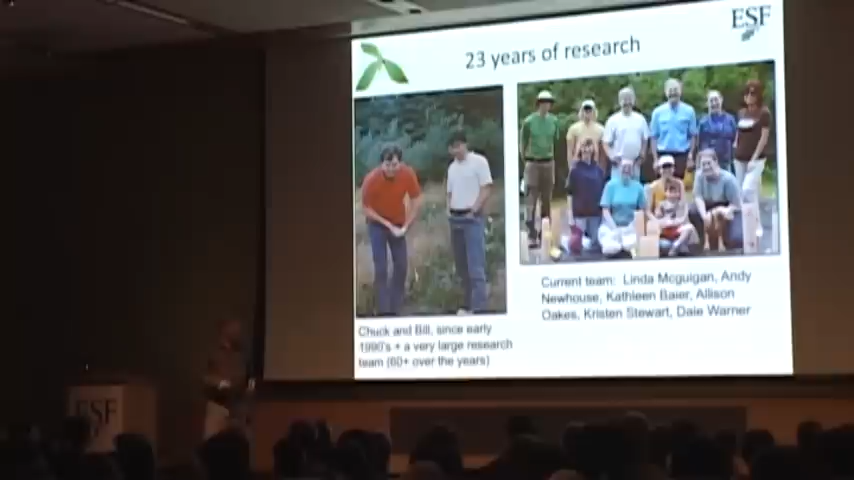 ESF
23 years of research
Chuck and Bill, since early
1990's + a very large research
team (60+ over the years)
Current team: Linda Mcguigan, Andy
Newhouse, Kathleen Baier, Allison
Oakes, Kristen Stewart, Dale Warner
ESF